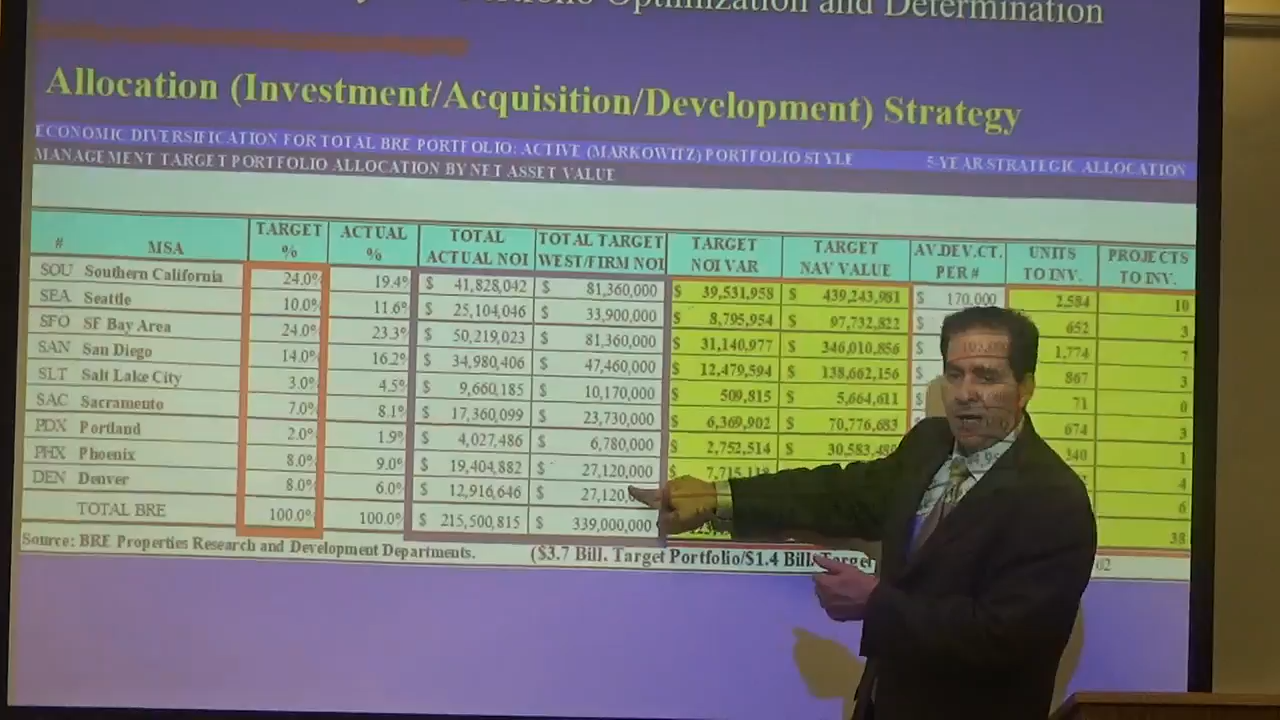 Optimization and Determination
Allocation (Investment/Acquisition/Development) Strategy
ECONOMIC DIVERSIFICATION FOR TOTAL BRE PORTFOLIO: ACTIVE (MARKOWITZ) PORTFOLIO STYLE 5-YEAR STRATEGIC ALLOCATION
MANAGEMENT TARGET PORTFOLIO ALLOCATION BY NET ASSET VALUE
# MSA TARGET % ACTUAL % TOTAL ACTUAL NOI TOTAL TARGET WEST/FIRM NOI TARGET NOI VAR TARGET NAV VALUE AV.DEV.CT. PER # UNITS TO INV. PROJECTS TO INV.
SOU Southern California 24.0% 19.4% $ 41,828,042 $ 81,360,000 $ 39,531,958 $ 439,243,981 $ 170,000 2,584 10
SEA Seattle 10.0% 11.6% $ 25,104,046 $ 33,900,000 $ 8,795,954 $ 97,732,822 $ 652 3
SFO SF Bay Area 24.0% 23.3% $ 50,219,023 $ 81,360,000 $ 31,140,977 $ 346,010,856 $ 1,774 7
SAN San Diego 14.0% 16.2% $ 34,980,406 $ 47,460,000 $ 12,479,594 $ 138,662,156 $ 867 3
SLT Salt Lake City 3.0% 4.5% $ 9,660,185 $ 10,170,000 $ 509,815 $ 5,664,611 $ 71 0
SAC Sacramento 7.0% 8.1% $ 17,360,099 $ 23,730,000 $ 6,369,902 $ 70,776,683 674 3
PDX Portland 2.0% 1.9% $ 4,027,486 $ 6,780,000 $ 2,752,514 $ 340 1
PHX Phoenix 8.0% 9.0% $ 19,404,882 $ 27,120,000 $ 4
DEN Denver 8.0% 6.0% $ 12,916,646 $ 6
TOTAL BRE 100.0% 100.0% $ 215,500,815 $ 339,000,000 38
Source: BRE Properties Research and Development Departments. ($3.7 Bill. Target Portfolio/$1.4 Bill. Target